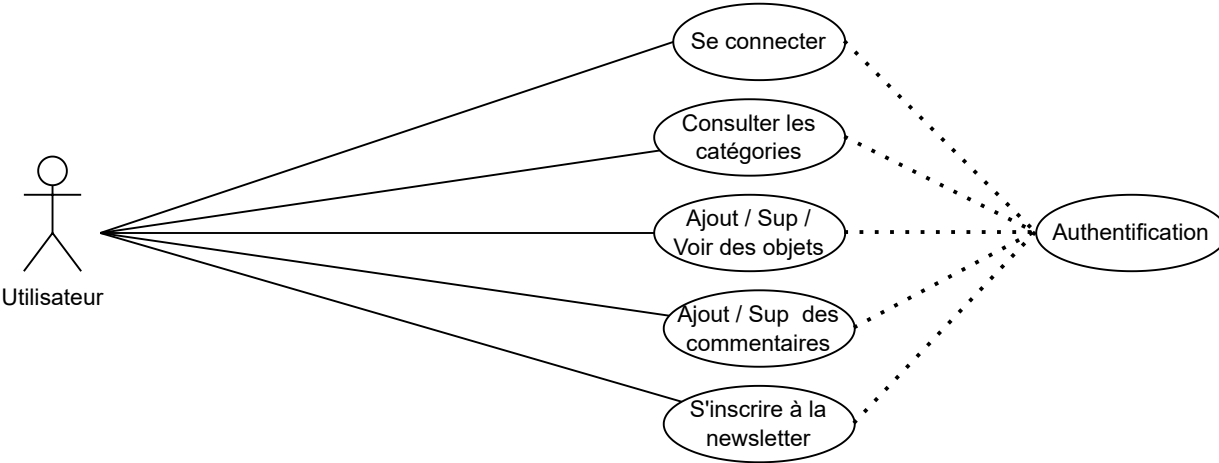 Se connecter
Consulter les
catégories
Ajout / Sup /
Voir des objets
Authentification
Utilisateur
Ajout / Sup  des
commentaires
S'inscrire à la
newsletter